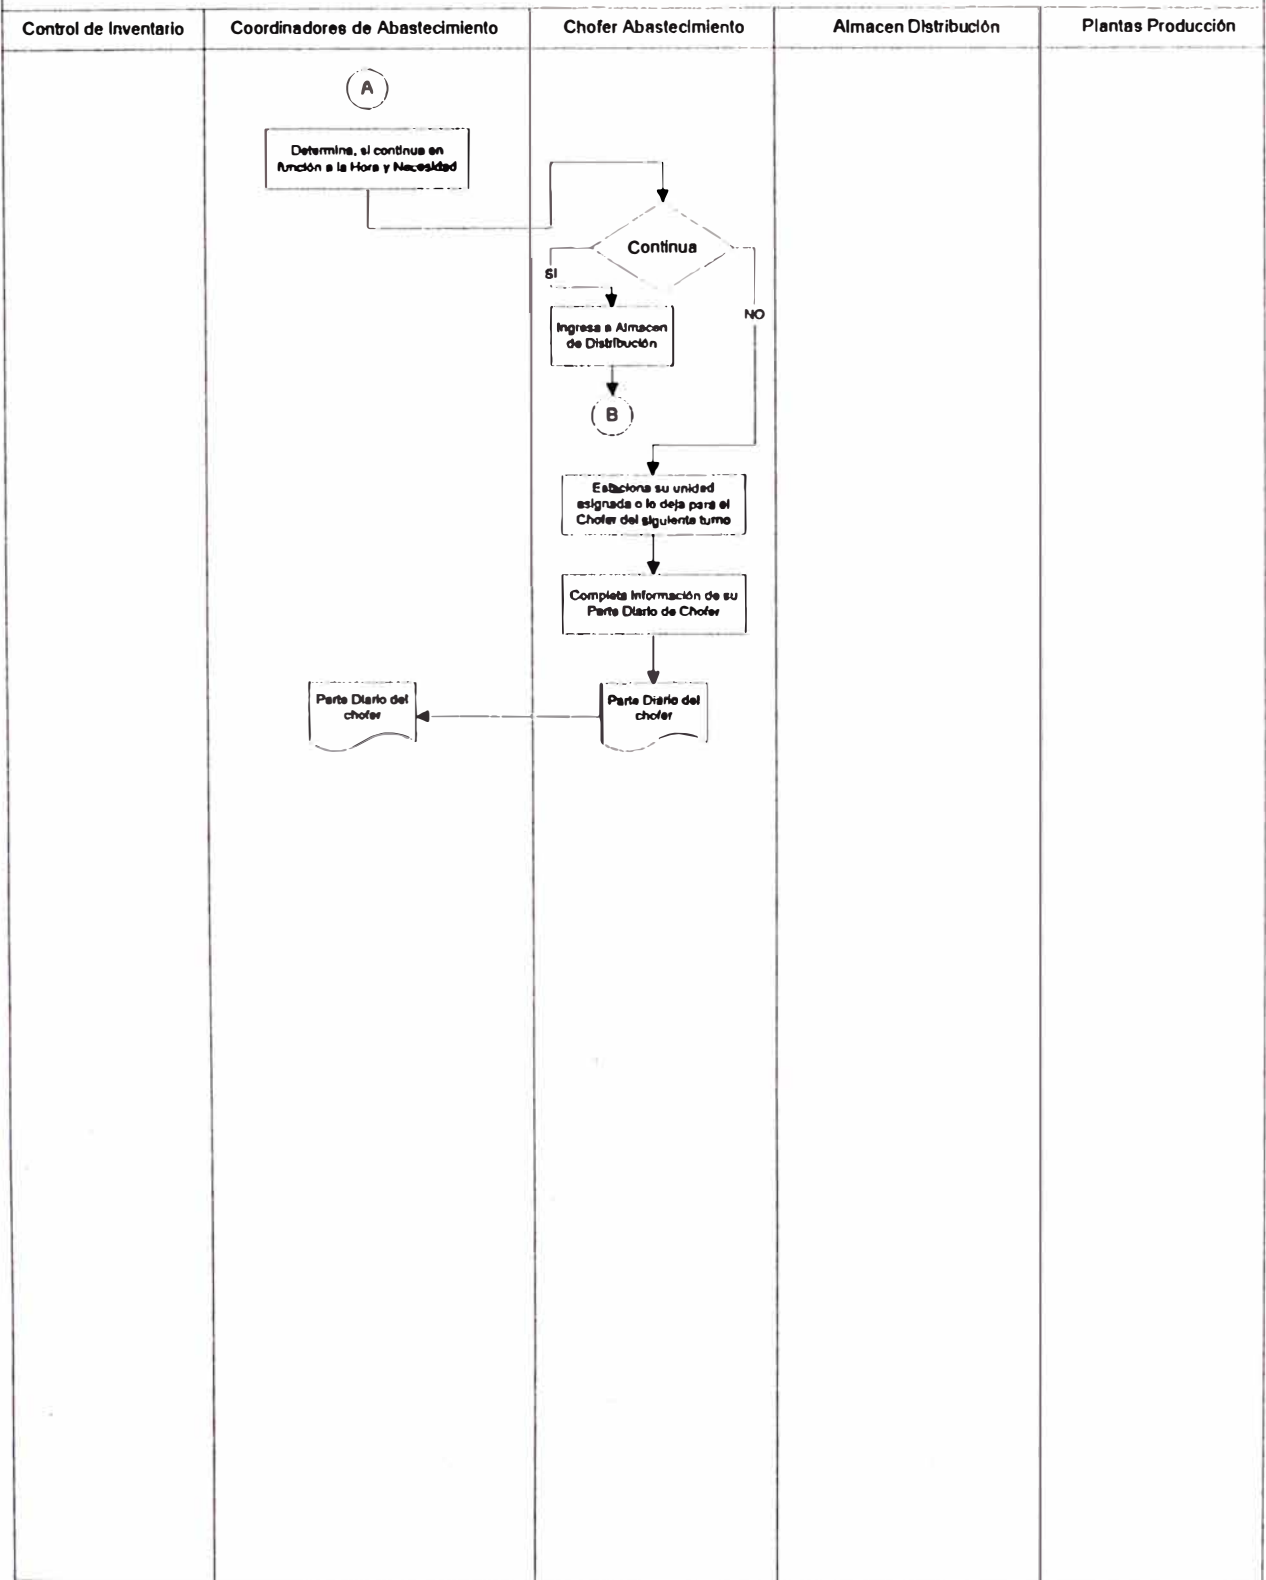 Control de Inventario
Coordinadores de Abastecimiento
Chofer Abastecimiento
Almacen Distribución
Plantas Producción
A
Determina, si continua en
función a la Hora y Necesidad
Continua
SI
NO
Ingresa a Almacen
de Distribución
B
Estaciona su unidad
asignada o lo deja para el
Chofer del siguiente turno
Completa Información de su
Parte Diario de Chofer
Parte Diario del
chofer
Parte Diario del
chofer